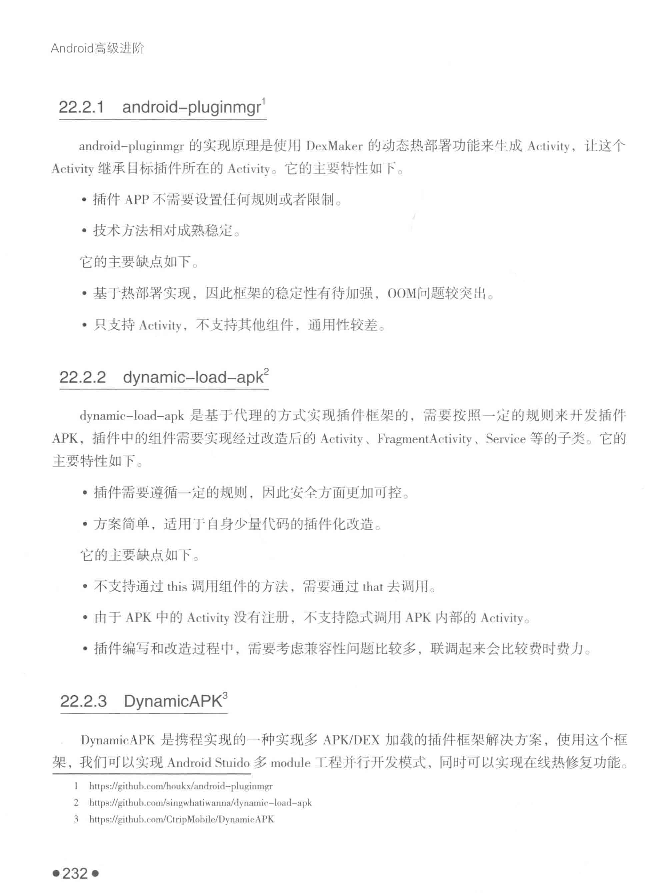 Android高级进阶
22.2.1 android-pluginmgr1
android-pluginmgr 的实现原理是使用 DexMaker 的动态热部署功能来生成 Activity，让这个
Activity 继承目标插件所在的 Activity。它的主要特性如下。
• 插件 APP 不需要设置任何规则或者限制。
• 技术方法相对成熟稳定。
它的主要缺点如下。
• 基于热部署实现，因此框架的稳定性有待加强，OOM问题较突出。
• 只支持 Activity，不支持其他组件，通用性较差。
22.2.2 dynamic-load-apk2
dynamic-load-apk 是基于代理的方式实现插件框架的，需要按照一定的规则来开发插件
APK，插件中的组件需要实现经过改造后的 Activity、FragmentActivity、Service 等的子类。它的
主要特性如下。
• 插件需要遵循一定的规则，因此安全方面更加可控。
• 方案简单，适用于自身少量代码的插件化改造。
它的主要缺点如下。
• 不支持通过 this 调用组件的方法，需要通过 that 去调用。
• 由于 APK 中的 Activity 没有注册，不支持隐式调用 APK 内部的 Activity。
• 插件编写和改造过程中，需要考虑兼容性问题比较多，联调起来会比较费时费力。
22.2.3 DynamicAPK3
DynamicAPK 是携程实现的一种实现多 APK/DEX 加载的插件框架解决方案，使用这个框
架，我们可以实现 Android Stuido 多 module 工程并行开发模式，同时可以实现在线热修复功能。
1 https://github.com/houkx/android-pluginmgr
2 https://github.com/singwhatiwanna/dynamic-load-apk
3 https://github.com/CtripMobile/DynamicAPK
●232●